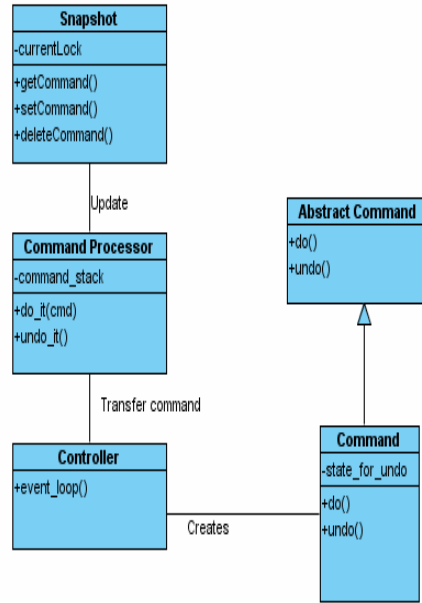 Snapshot
-currentLock
+getCommand()
+setCommand()
+deleteCommand()
Update
Command Processor
-command_stack
+do_it(cmd)
+undo_it()
Abstract Command
+do()
+undo()
Transfer command
Controller
+event_loop()
Creates
Command
-state_for_undo
+do()
+undo()